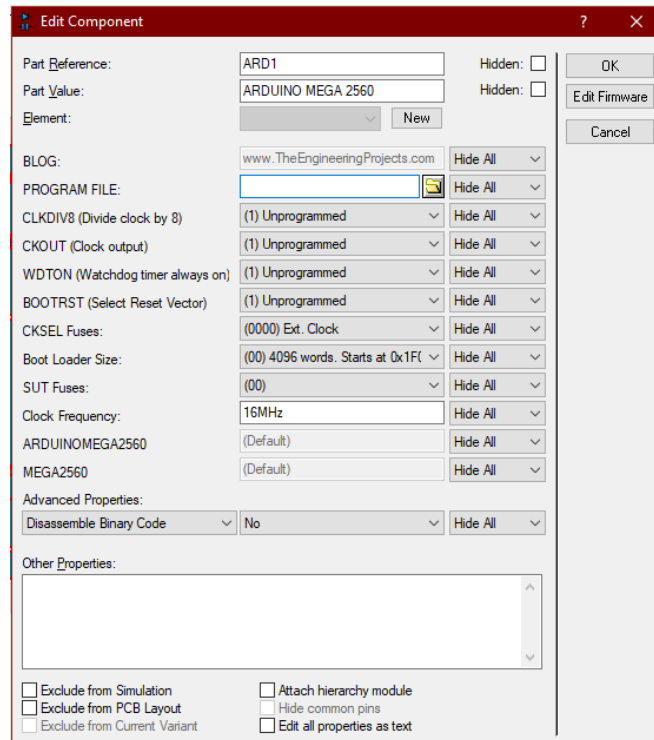 Edit Component ? ×
Part Reference: ARD1 Hidden: OK
Part Value: ARDUINO MEGA 2560 Hidden: Edit Firmware
Element: New Cancel
BLOG: www.TheEngineeringProjects.com Hide All
PROGRAM FILE: Hide All
CLKDIV8 (Divide clock by 8) (1) Unprogrammed Hide All
CKOUT (Clock output) (1) Unprogrammed Hide All
WDTON (Watchdog timer always on) (1) Unprogrammed Hide All
BOOTRST (Select Reset Vector) (1) Unprogrammed Hide All
CKSEL Fuses: (0000) Ext. Clock Hide All
Boot Loader Size: (00) 4096 words. Starts at 0x1F0 Hide All
SUT Fuses: (00) Hide All
Clock Frequency: 16MHz Hide All
ARDUINOMEGA2560 (Default) Hide All
MEGA2560 (Default) Hide All
Advanced Properties:
Disassemble Binary Code No Hide All
Other Properties:
Exclude from Simulation Attach hierarchy module
Exclude from PCB Layout Hide common pins
Exclude from Current Variant Edit all properties as text